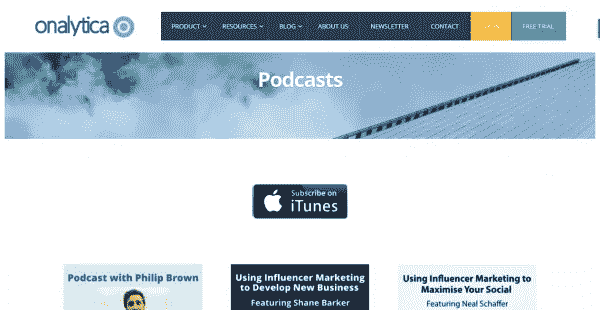 onalytica
PRODUCT RESOURCES BLOG ABOUT US NEWSLETTER CONTACT FREE TRIAL
Podcasts
Subscribe on
iTunes
Podcast with Philip Brown
Using Influencer Marketing
to Develop New Business
Featuring Shane Barker
Using Influencer Marketing to
Maximise Your Social
Featuring Neal Schaffer